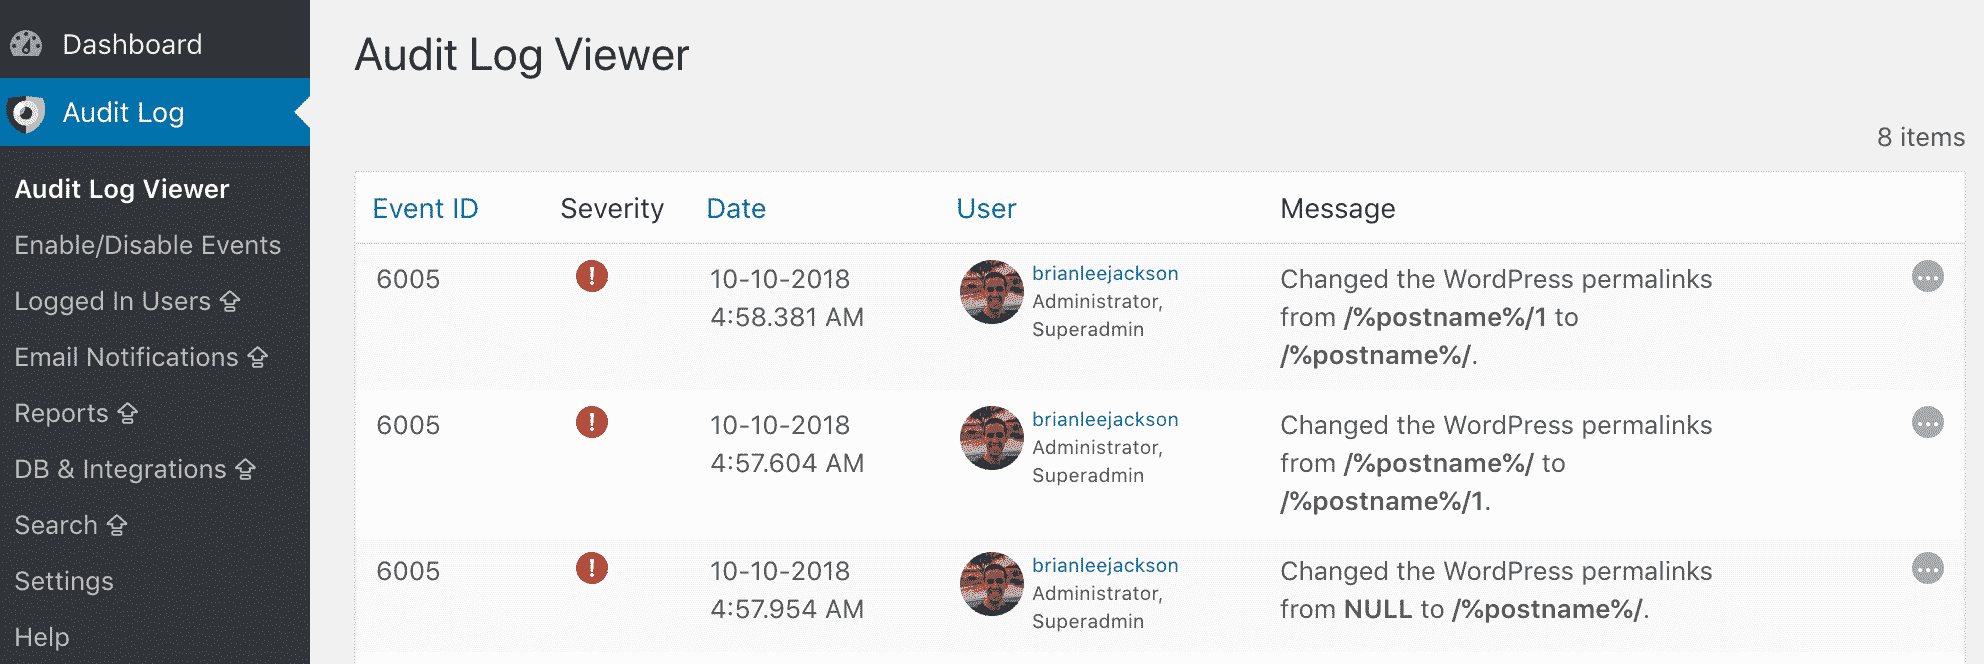 Dashboard
Audit Log
Audit Log Viewer
Enable/Disable Events
Logged In Users
Email Notifications
Reports
DB & Integrations
Search
Settings
Help
Audit Log Viewer
8 items
Event ID Severity Date User Message
6005 ! 10-10-2018 brianleejackson Changed the WordPress permalinks
4:58.381 AM Administrator, from /%postname%/1 to
Superadmin /%postname%/.
6005 ! 10-10-2018 brianleejackson Changed the WordPress permalinks
4:57.604 AM Administrator, from /%postname%/ to
Superadmin /%postname%/1.
6005 ! 10-10-2018 brianleejackson Changed the WordPress permalinks
4:57.954 AM Administrator, from NULL to /%postname%/.
Superadmin